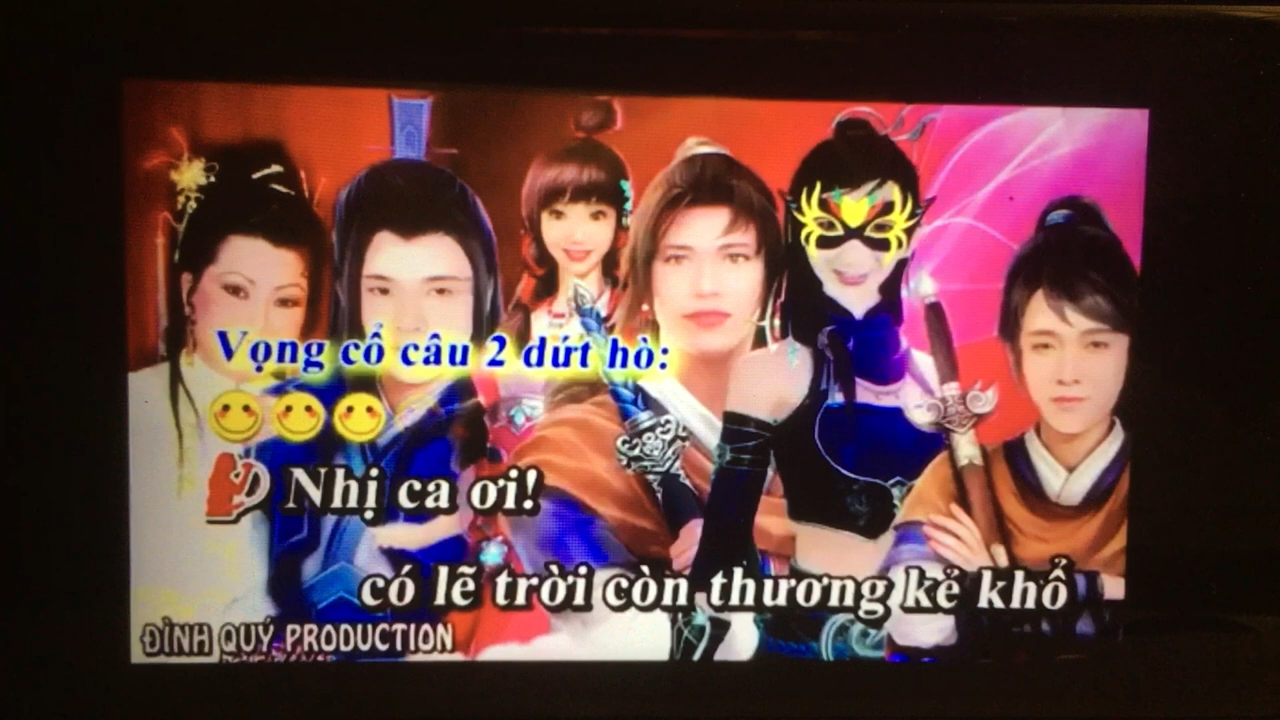 Vọng cổ câu 2 dứt hò:
Nhị ca ơi!
có lẽ trời còn thương kẻ khổ
ĐÌNH QUÝ PRODUCTION